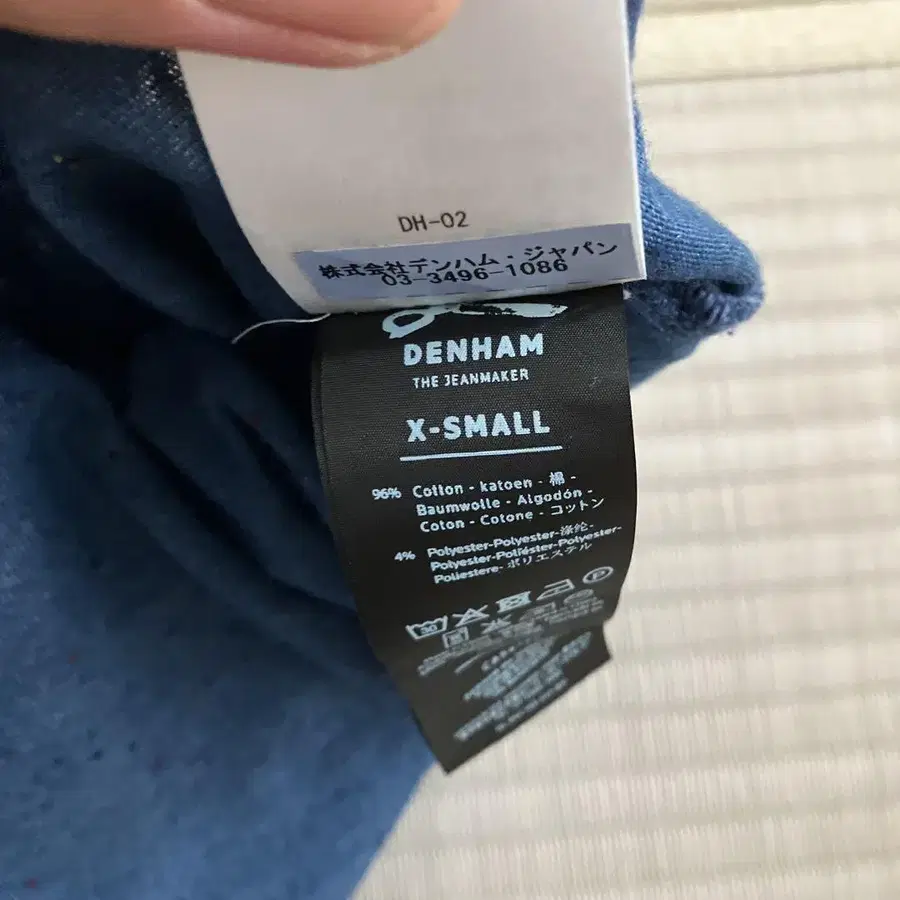 DH-02
株式会社デンハム・ジャパン
03-3496-1086
DENHAM
THE JEANMAKER
X-SMALL
96% Cotton - katoen - 棉 -
Baumwolle - Algodón -
Coton - Cotone - コットン
4% Polyester-Polyester-涤纶-
Polyester-Poliéster-Polyester-
Poliestere- ポリエステル
30
P